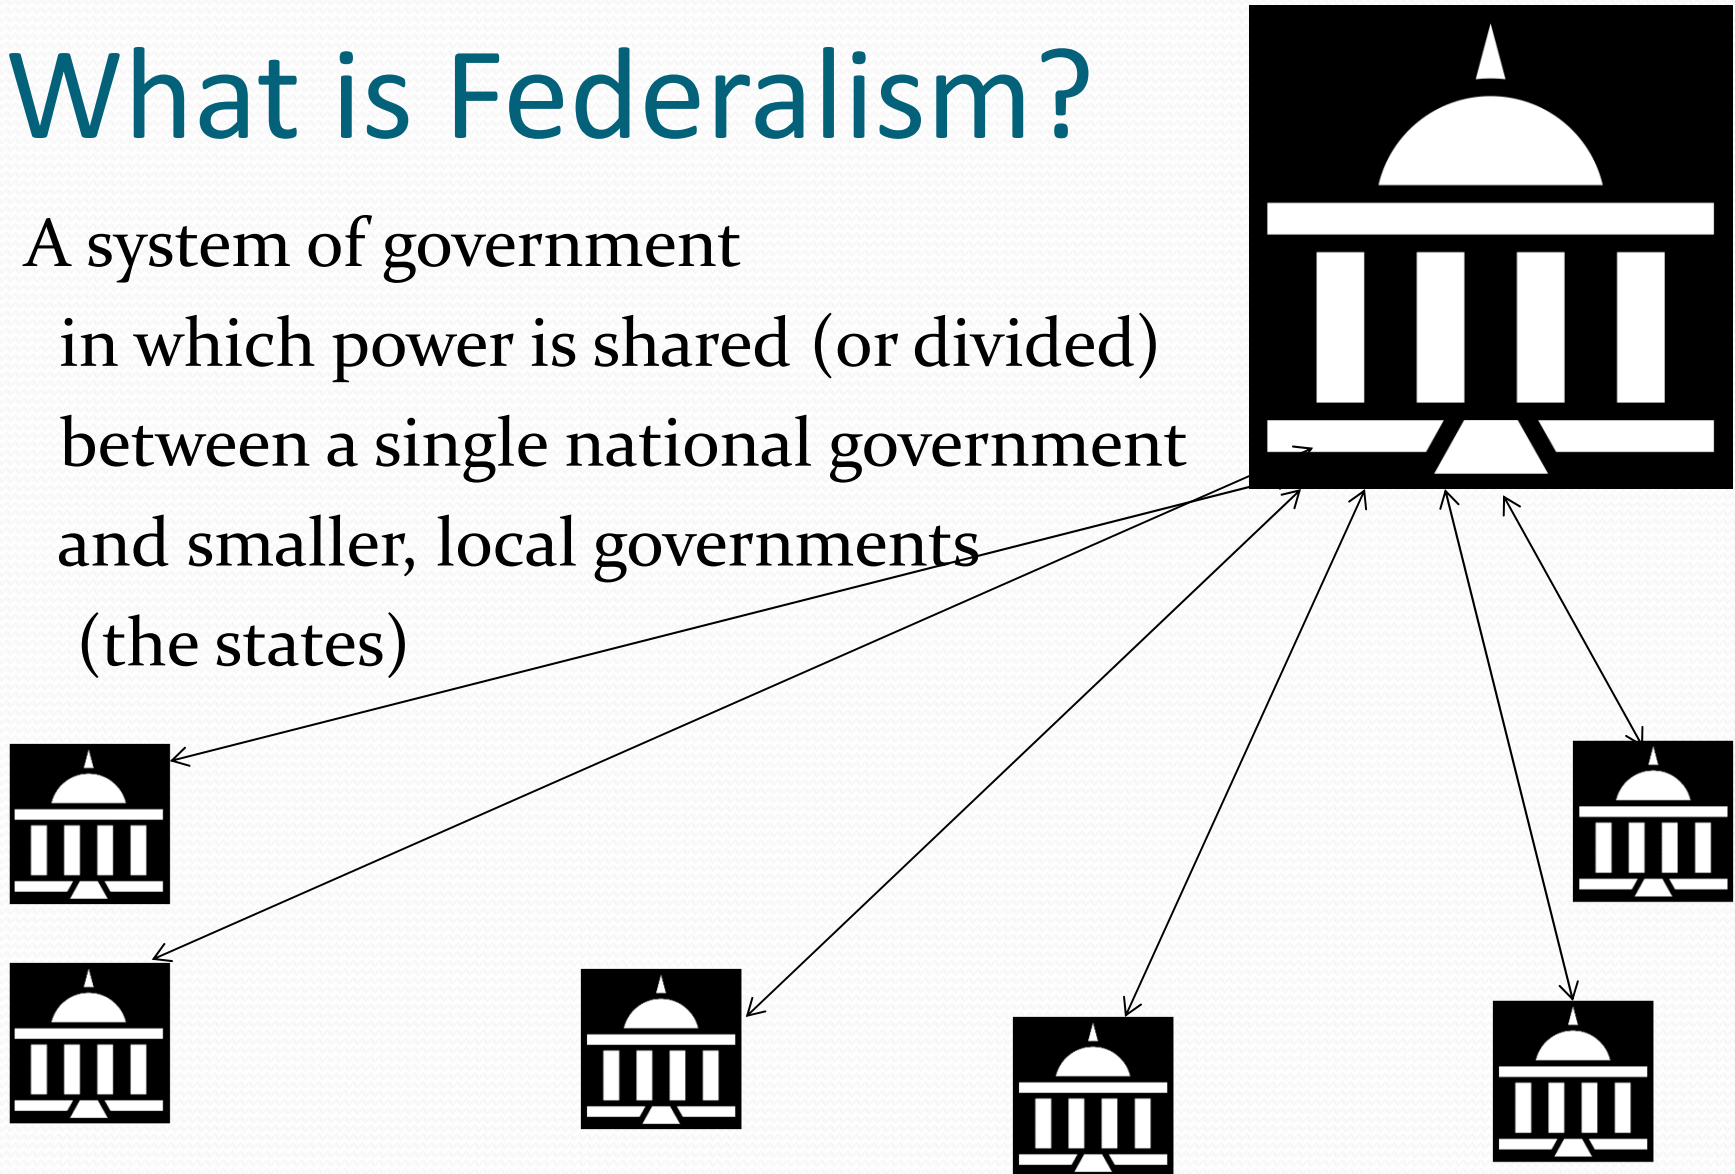 What is Federalism?
A system of government
in which power is shared (or divided)
between a single national government
and smaller, local governments
(the states)